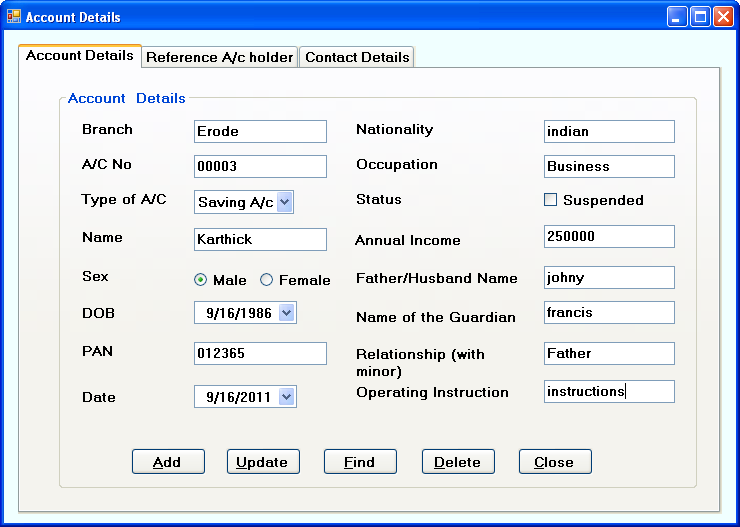 Account Details
Account Details Reference A/c holder Contact Details
Account Details
Branch Erode Nationality indian
A/C No 00003 Occupation Business
Type of A/C Saving A/c Status Suspended
Name Karthick Annual Income 250000
Sex Male Female Father/Husband Name johny
DOB 9/16/1986 Name of the Guardian francis
PAN 012365 Relationship (with minor) Father
Date 9/16/2011 Operating Instruction instructions
Add Update Find Delete Close